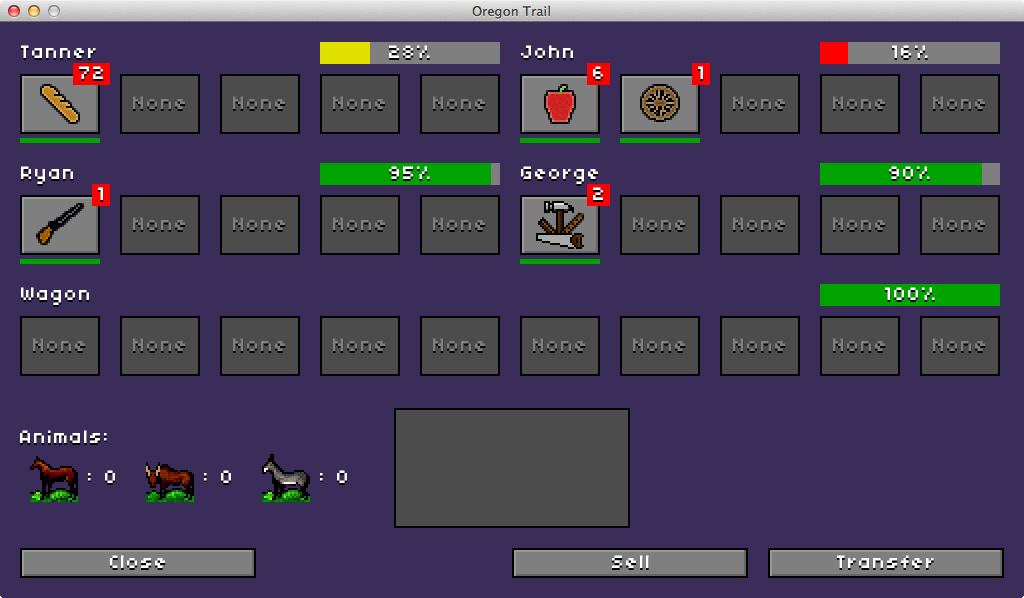 Oregon Trail
Tanner 28% John 16%
72 None None None None 6 1 None None None
Ryan 95% George 90%
1 None None None None 2 None None None None
Wagon 100%
None None None None None None None None None None
Animals:
: 0 : 0 : 0
Close Sell Transfer